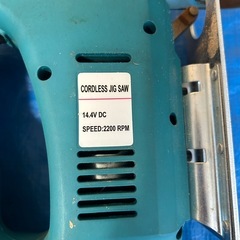 CORDLESS JIG SAW
14.4V DC
SPEED:2200 RPM